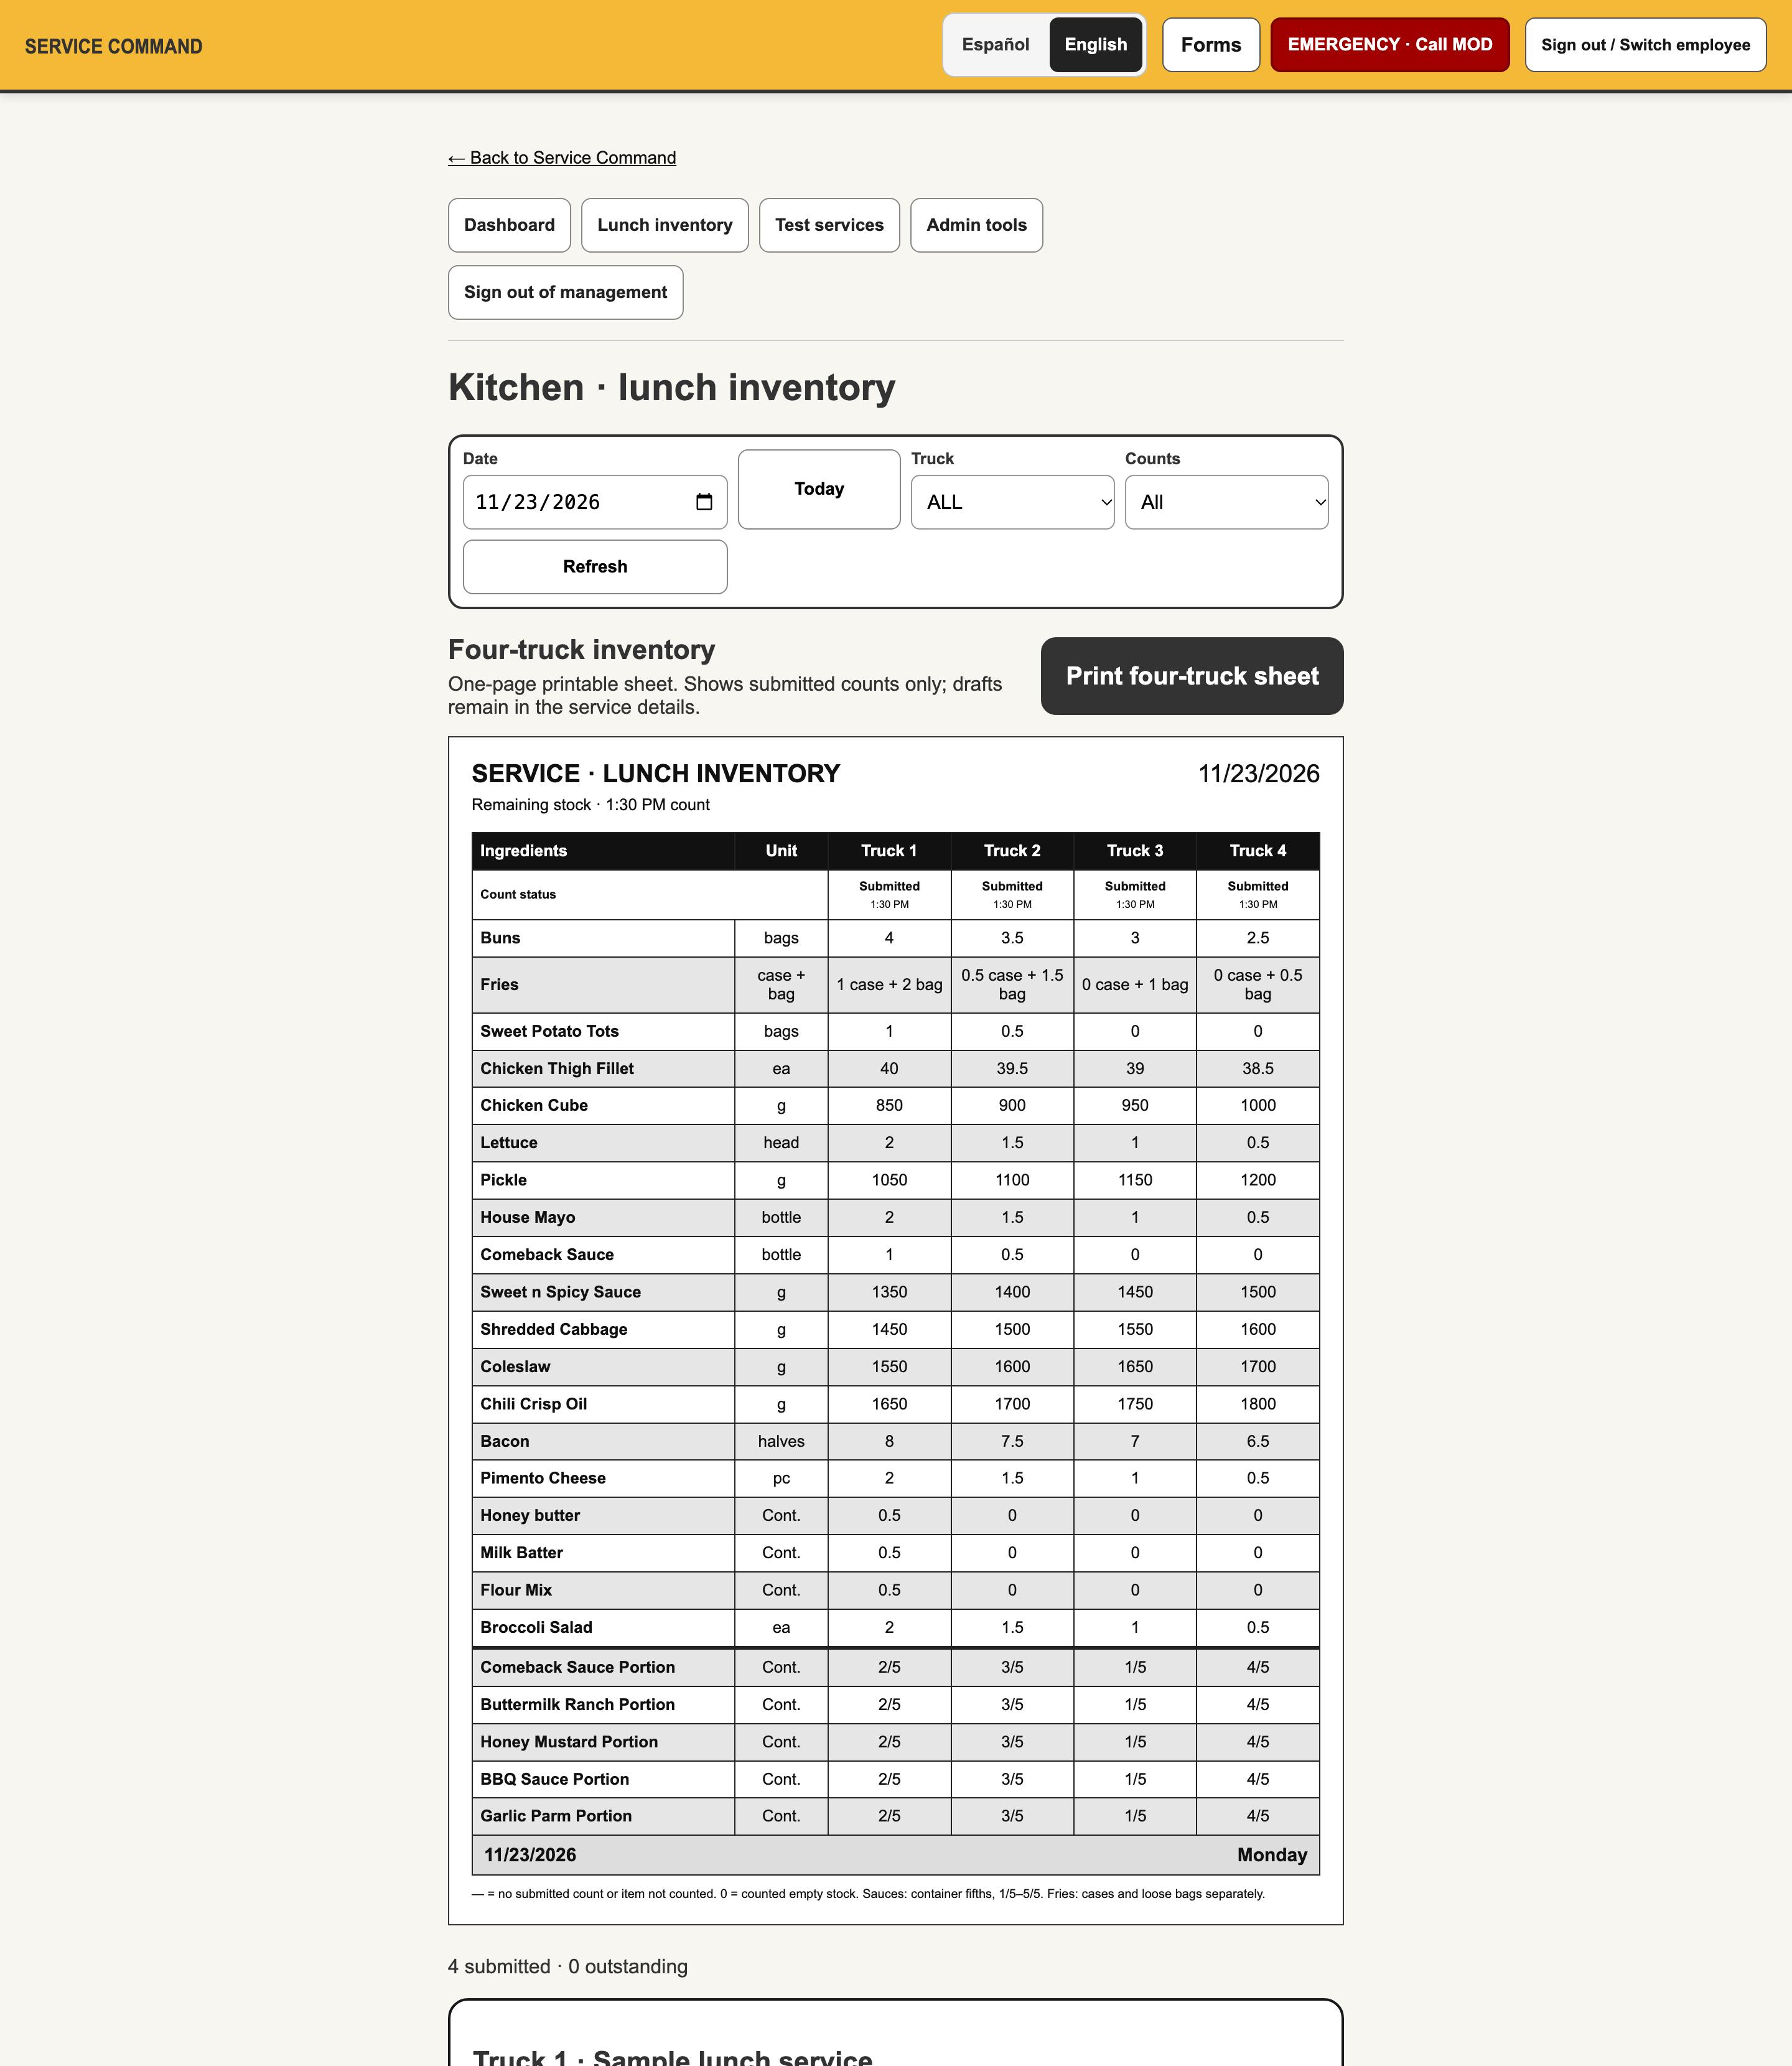 SERVICE COMMAND
Español English Forms EMERGENCY · Call MOD Sign out / Switch employee
← Back to Service Command
Dashboard Lunch inventory Test services Admin tools
Sign out of management
Kitchen · lunch inventory
Date Truck Counts
11/23/2026 Today ALL All
Refresh
Four-truck inventory
One-page printable sheet. Shows submitted counts only; drafts
remain in the service details.
Print four-truck sheet
SERVICE · LUNCH INVENTORY 11/23/2026
Remaining stock · 1:30 PM count
Ingredients Unit Truck 1 Truck 2 Truck 3 Truck 4
Count status Submitted Submitted Submitted Submitted
1:30 PM 1:30 PM 1:30 PM 1:30 PM
Buns bags 4 3.5 3 2.5
Fries case + bag 1 case + 2 bag 0.5 case + 1.5 bag 0 case + 1 bag 0 case + 0.5 bag
Sweet Potato Tots bags 1 0.5 0 0
Chicken Thigh Fillet ea 40 39.5 39 38.5
Chicken Cube g 850 900 950 1000
Lettuce head 2 1.5 1 0.5
Pickle g 1050 1100 1150 1200
House Mayo bottle 2 1.5 1 0.5
Comeback Sauce bottle 1 0.5 0 0
Sweet n Spicy Sauce g 1350 1400 1450 1500
Shredded Cabbage g 1450 1500 1550 1600
Coleslaw g 1550 1600 1650 1700
Chili Crisp Oil g 1650 1700 1750 1800
Bacon halves 8 7.5 7 6.5
Pimento Cheese pc 2 1.5 1 0.5
Honey butter Cont. 0.5 0 0 0
Milk Batter Cont. 0.5 0 0 0
Flour Mix Cont. 0.5 0 0 0
Broccoli Salad ea 2 1.5 1 0.5
Comeback Sauce Portion Cont. 2/5 3/5 1/5 4/5
Buttermilk Ranch Portion Cont. 2/5 3/5 1/5 4/5
Honey Mustard Portion Cont. 2/5 3/5 1/5 4/5
BBQ Sauce Portion Cont. 2/5 3/5 1/5 4/5
Garlic Parm Portion Cont. 2/5 3/5 1/5 4/5
11/23/2026 Monday
— = no submitted count or item not counted. 0 = counted empty stock. Sauces: container fifths, 1/5–5/5. Fries: cases and loose bags separately.
4 submitted · 0 outstanding
Truck 1 · Sample lunch service